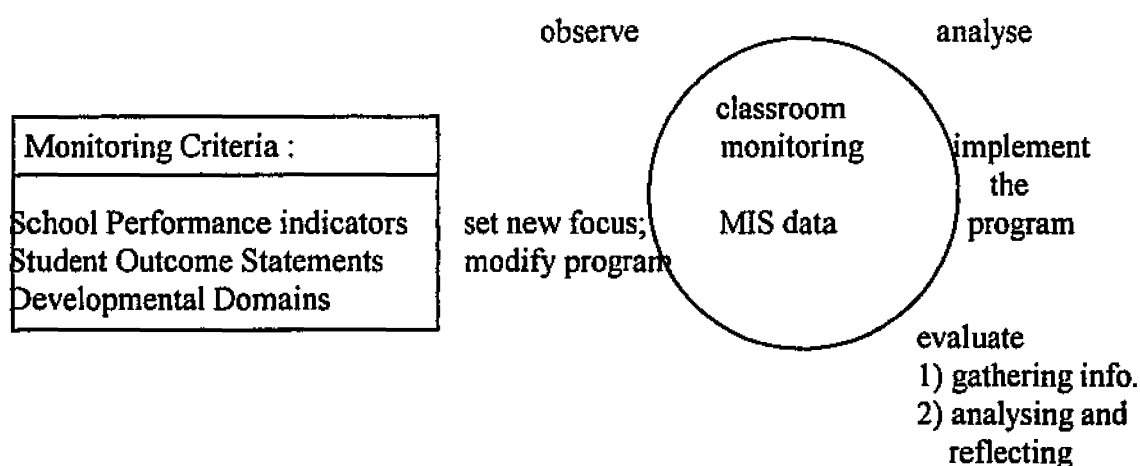 observe
analyse
classroom
monitoring
MIS data
implement
the
program
evaluate
1) gathering info.
2) analysing and
reflecting
set new focus;
modify program
Monitoring Criteria :
School Performance indicators
Student Outcome Statements
Developmental Domains